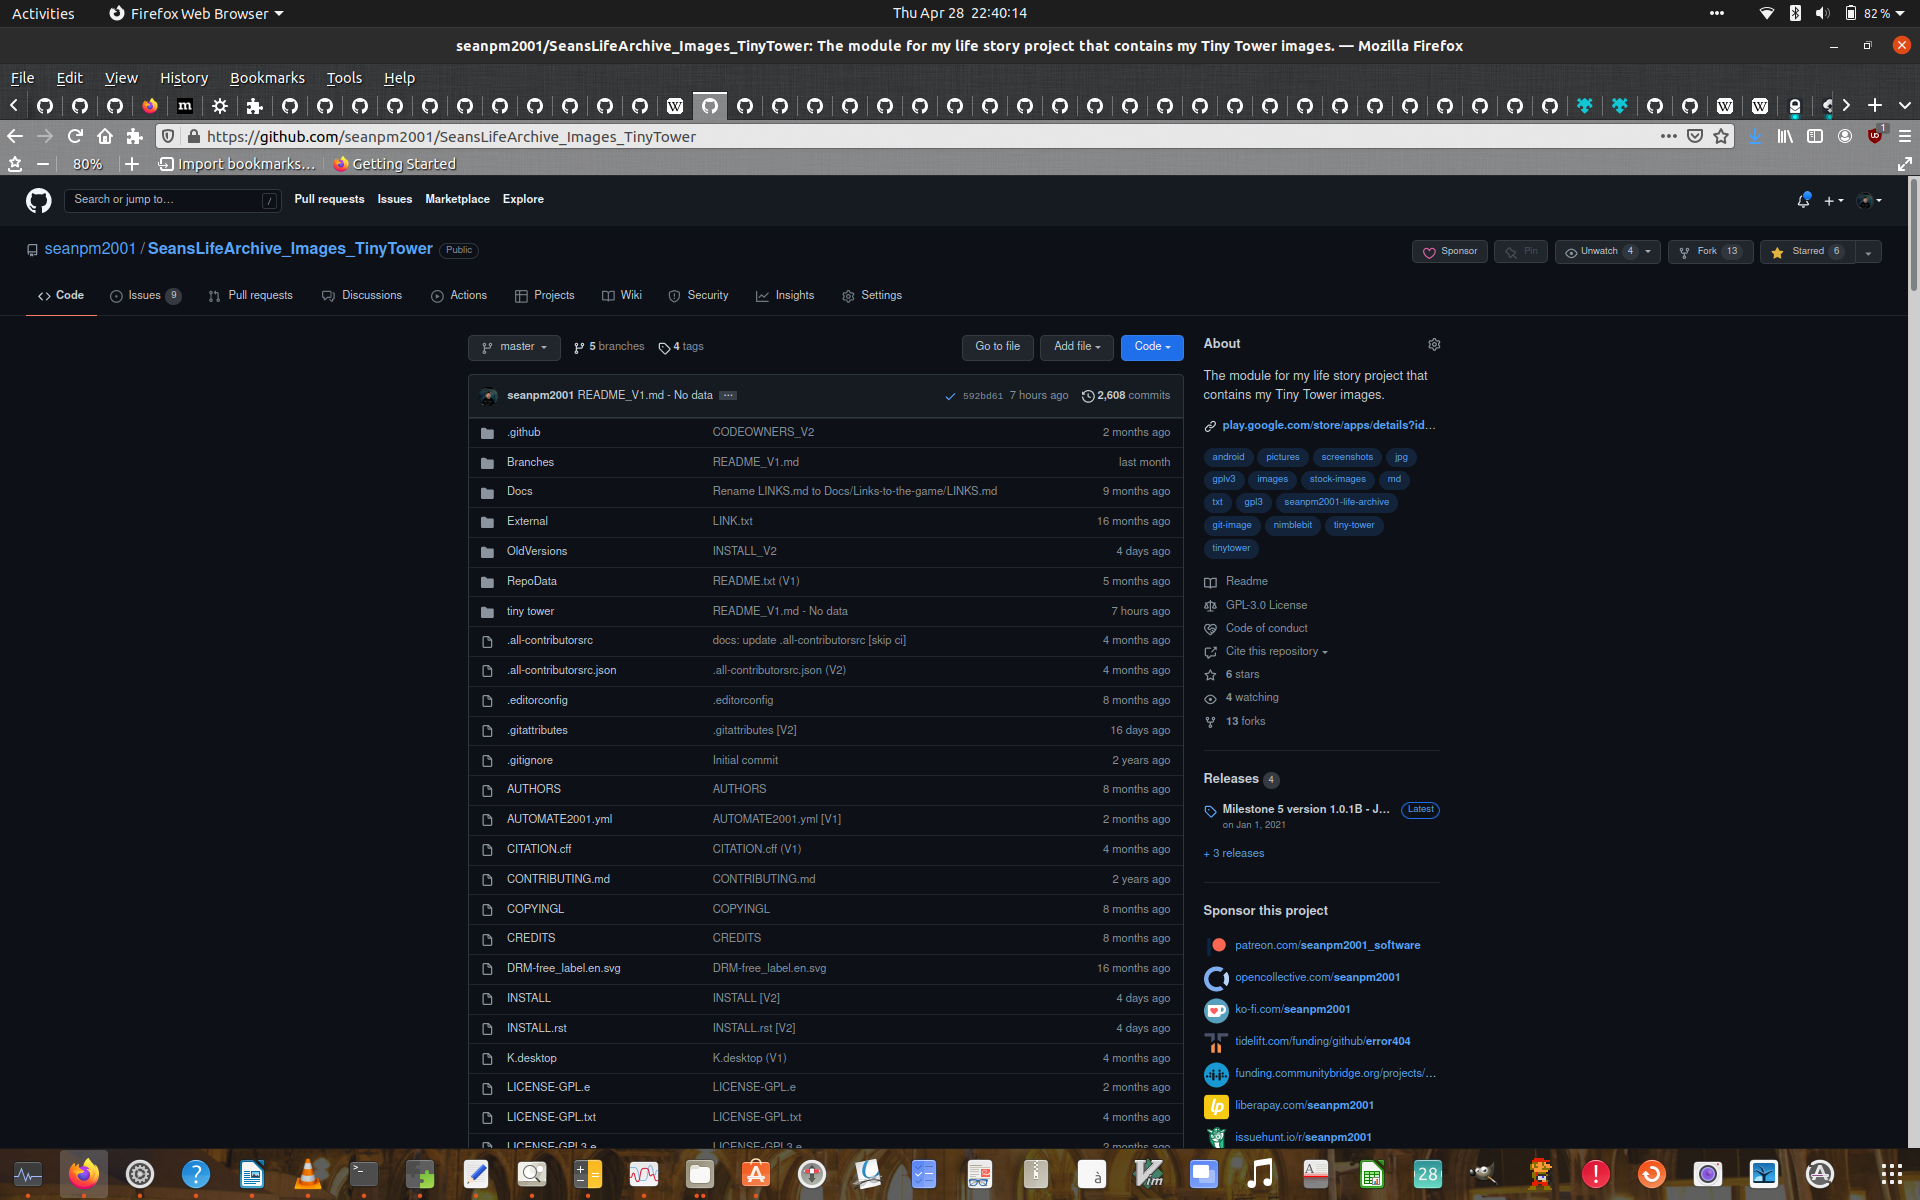 Activities
Firefox Web Browser
Thu Apr 28 22:40:14
82 %
seanpm2001/SeansLifeArchive_Images_TinyTower: The module for my life story project that contains my Tiny Tower images. — Mozilla Firefox
File Edit View History Bookmarks Tools Help
https://github.com/seanpm2001/SeansLifeArchive_Images_TinyTower
80% Import bookmarks... Getting Started
Search or jump to... / Pull requests Issues Marketplace Explore
seanpm2001 / SeansLifeArchive_Images_TinyTower Public
Sponsor Pin Unwatch 4 Fork 13 Starred 6
Code Issues 9 Pull requests Discussions Actions Projects Wiki Security Insights Settings
master 5 branches 4 tags Go to file Add file Code
seanpm2001 README_V1.md - No data ... 592bd61 7 hours ago 2,608 commits
.github CODEOWNERS_V2 2 months ago
Branches README_V1.md last month
Docs Rename LINKS.md to Docs/Links-to-the-game/LINKS.md 9 months ago
External LINK.txt 16 months ago
OldVersions INSTALL_V2 4 days ago
RepoData README.txt (V1) 5 months ago
tiny tower README_V1.md - No data 7 hours ago
.all-contributorsrc docs: update .all-contributorsrc [skip ci] 4 months ago
.all-contributorsrc.json .all-contributorsrc.json (V2) 4 months ago
.editorconfig .editorconfig 8 months ago
.gitattributes .gitattributes [V2] 16 days ago
.gitignore Initial commit 2 years ago
AUTHORS AUTHORS 8 months ago
AUTOMATE2001.yml AUTOMATE2001.yml [V1] 2 months ago
CITATION.cff CITATION.cff (V1) 4 months ago
CONTRIBUTING.md CONTRIBUTING.md 2 years ago
COPYINGL COPYINGL 8 months ago
CREDITS CREDITS 8 months ago
DRM-free_label.en.svg DRM-free_label.en.svg 16 months ago
INSTALL INSTALL [V2] 4 days ago
INSTALL.rst INSTALL.rst [V2] 4 days ago
K.desktop K.desktop (V1) 4 months ago
LICENSE-GPL.e LICENSE-GPL.e 2 months ago
LICENSE-GPL.txt LICENSE-GPL.txt 4 months ago
LICENSE-GPL3.e LICENSE-GPL3.e 2 months ago
About
The module for my life story project that
contains my Tiny Tower images.
play.google.com/store/apps/details?id...
android pictures screenshots jpg
gplv3 images stock-images md
txt gpl3 seanpm2001-life-archive
git-image nimblebit tiny-tower
tinytower
Readme
GPL-3.0 License
Code of conduct
Cite this repository
6 stars
4 watching
13 forks
Releases 4
Milestone 5 version 1.0.1B - J... Latest
on Jan 1, 2021
+ 3 releases
Sponsor this project
patreon.com/seanpm2001_software
opencollective.com/seanpm2001
ko-fi.com/seanpm2001
tidelift.com/funding/github/error404
funding.communitybridge.org/projects/...
liberapay.com/seanpm2001
issuehunt.io/r/seanpm2001
28